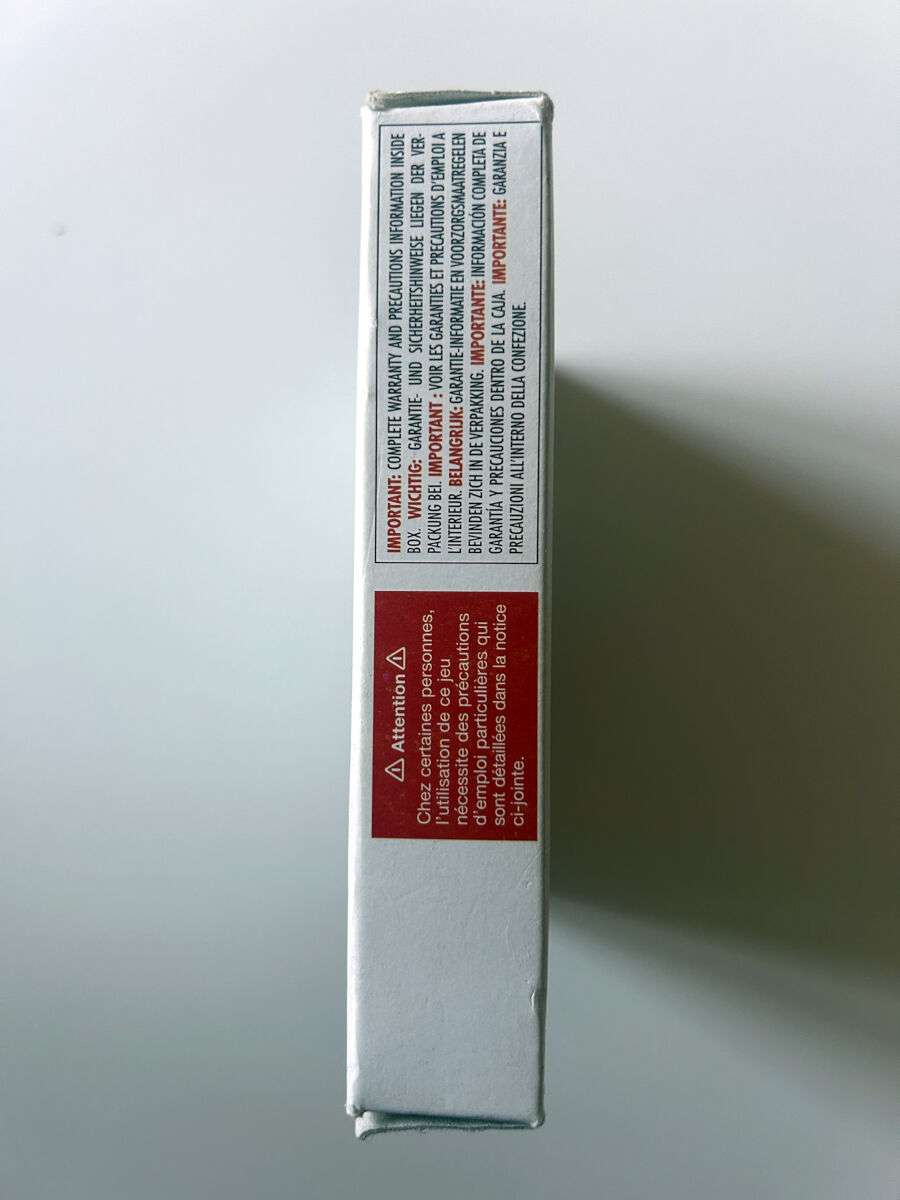 IMPORTANT: COMPLETE WARRANTY AND PRECAUTIONS INFORMATION INSIDE
BOX. WICHTIG: GARANTIE- UND SICHERHEITSHINWEISE LIEGEN DER VER-
PACKUNG BEI. IMPORTANT : VOIR LES GARANTIES ET PRECAUTIONS D'EMPLOI A
L'INTERIEUR. BELANGRIJK: GARANTIE-INFORMATIE EN VOORZORGSMAATREGELEN
BEVINDEN ZICH IN DE VERPAKKING. IMPORTANTE: INFORMACIÓN COMPLETA DE
GARANTÍA Y PRECAUCIONES DENTRO DE LA CAJA. IMPORTANTE: GARANZIA E
PRECAUZIONI ALL'INTERNO DELLA CONFEZIONE.
Attention
Chez certaines personnes,
l'utilisation de ce jeu
nécessite des précautions
d'emploi particulières qui
sont détaillées dans la notice
ci-jointe.